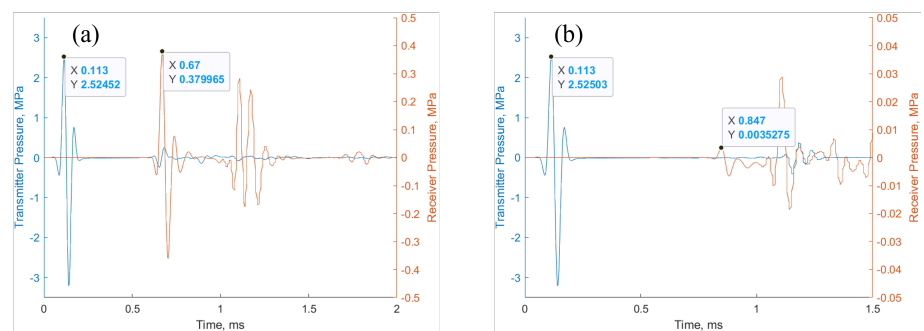 (a)
Transmitter Pressure, MPa
3
2
1
0
-1
-2
-3
X 0.113
Y 2.52452
X 0.67
Y 0.379965
0.5
0.4
0.3
0.2
0.1
0
-0.1
-0.2
-0.3
-0.4
-0.5
Receiver Pressure, MPa
0
0.5
1
1.5
2
Time, ms
(b)
Transmitter Pressure, MPa
3
2
1
0
-1
-2
-3
X 0.113
Y 2.52503
X 0.847
Y 0.0035275
0.05
0.04
0.03
0.02
0.01
0
-0.01
-0.02
-0.03
-0.04
-0.05
Receiver Pressure, MPa
0
0.5
1
1.5
Time, ms